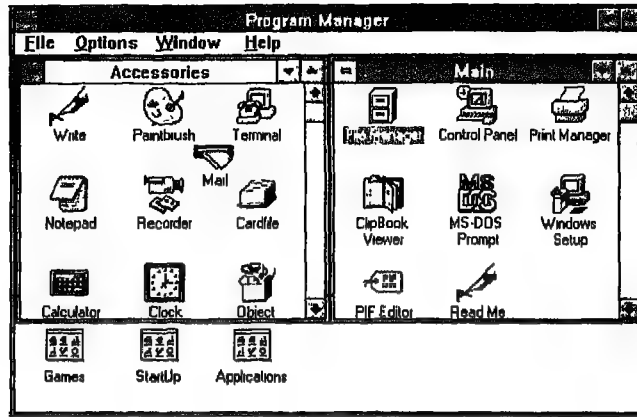 Program Manager
File Options Window Help
Accessories
Write Paintbrush Terminal
Mail
Notepad Recorder Cardfile
Calculator Clock Object
Main
Control Panel Print Manager
ClipBook Viewer
MS-DOS Prompt
Windows Setup
PIF Editor Read Me
Games StartUp Applications